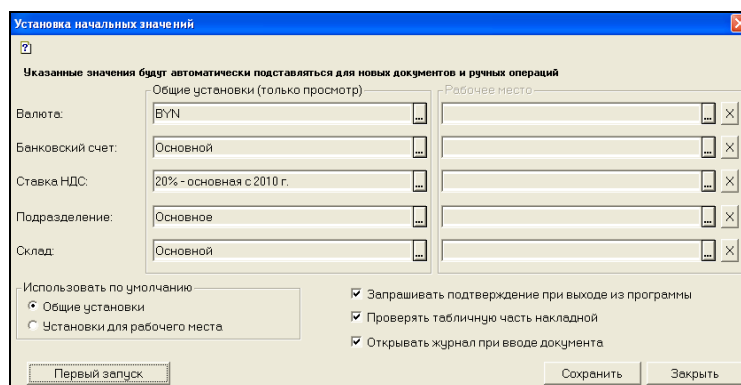 Установка начальных значений
Указанные значения будут автоматически подставляться для новых документов и ручных операций
Общие установки (только просмотр) Рабочее место
Валюта: BYN ... ... X
Банковский счет: Основной ... ... X
Ставка НДС: 20% - основная с 2010 г. ... ... X
Подразделение: Основное ... ... X
Склад: Основной ... ... X
Использовать по умолчанию
Общие установки
Установки для рабочего места
Запрашивать подтверждение при выходе из программы
Проверять табличную часть накладной
Открывать журнал при вводе документа
Первый запуск Сохранить Закрыть